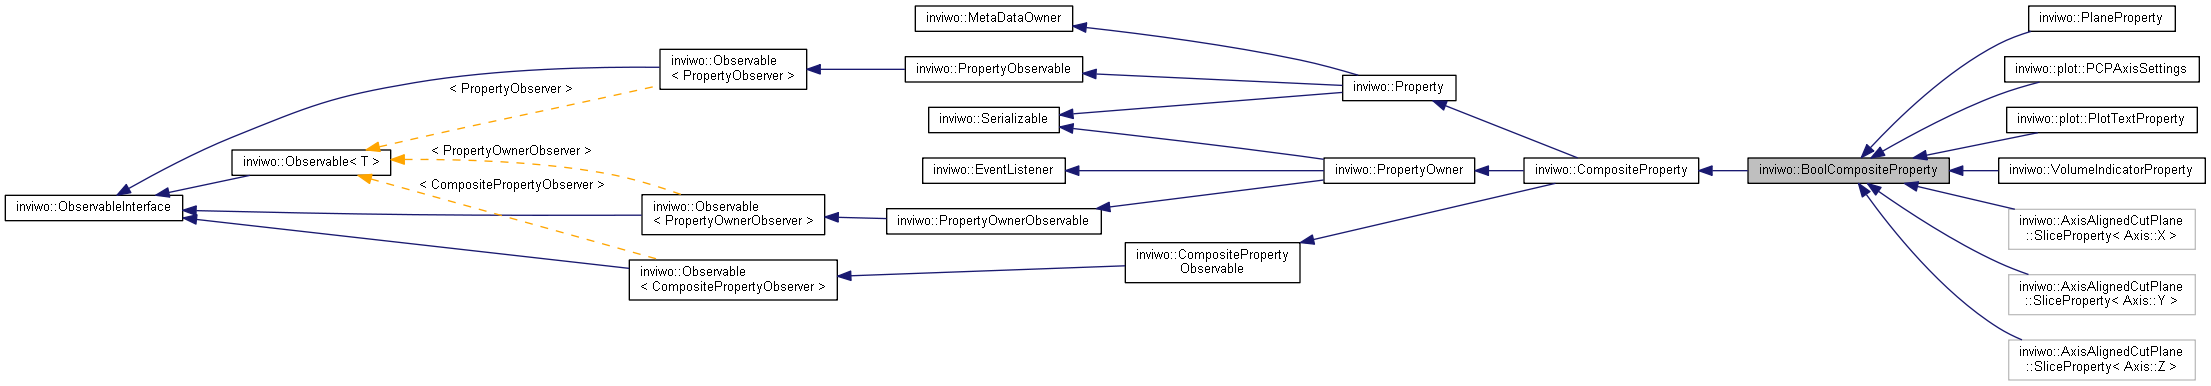 inviwo::MetaDataOwner
inviwo::PlaneProperty
inviwo::Observable
< PropertyObserver >
inviwo::PropertyObservable
inviwo::plot::PCPAxisSettings
< PropertyObserver >
inviwo::Property
inviwo::Serializable
inviwo::plot::PlotTextProperty
< PropertyOwnerObserver >
inviwo::Observable< T >
inviwo::EventListener
inviwo::PropertyOwner
inviwo::CompositeProperty
inviwo::BoolCompositeProperty
inviwo::VolumeIndicatorProperty
< CompositePropertyObserver >
inviwo::ObservableInterface
inviwo::Observable
< PropertyOwnerObserver >
inviwo::PropertyOwnerObservable
inviwo::AxisAlignedCutPlane
::SliceProperty< Axis::X >
inviwo::Observable
< CompositePropertyObserver >
inviwo::CompositeProperty
Observable
inviwo::AxisAlignedCutPlane
::SliceProperty< Axis::Y >
inviwo::AxisAlignedCutPlane
::SliceProperty< Axis::Z >